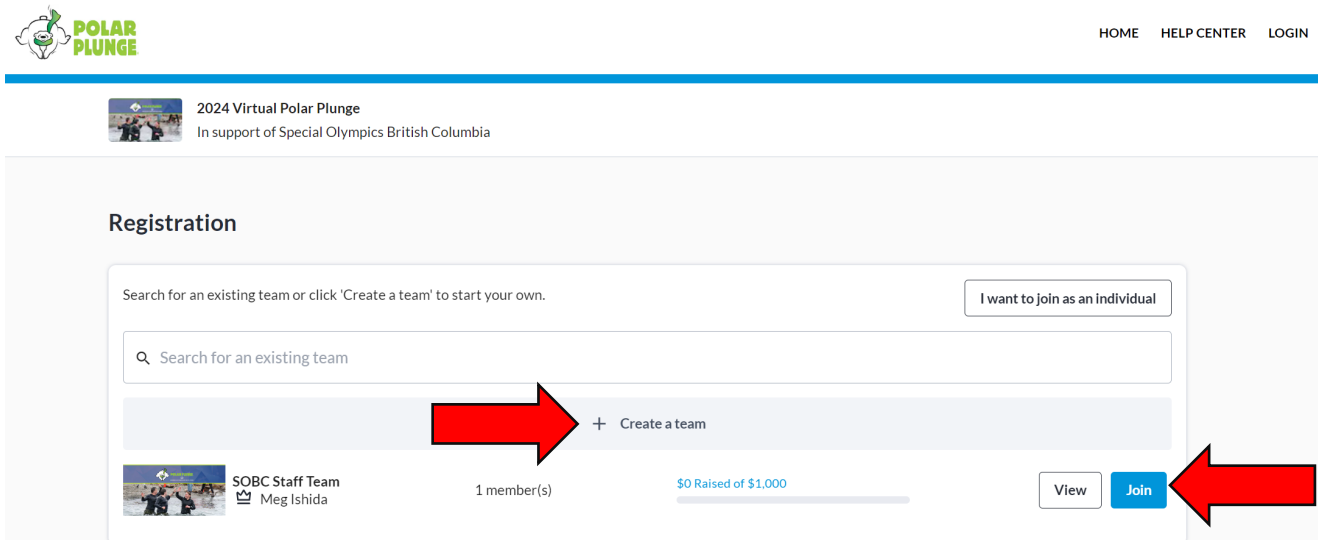 POLAR
PLUNGE
HOME HELP CENTER LOGIN
2024 Virtual Polar Plunge
In support of Special Olympics British Columbia
Registration
Search for an existing team or click 'Create a team' to start your own.
I want to join as an individual
Search for an existing team
+ Create a team
SOBC Staff Team
Meg Ishida
1 member(s)
$0 Raised of $1,000
View
Join